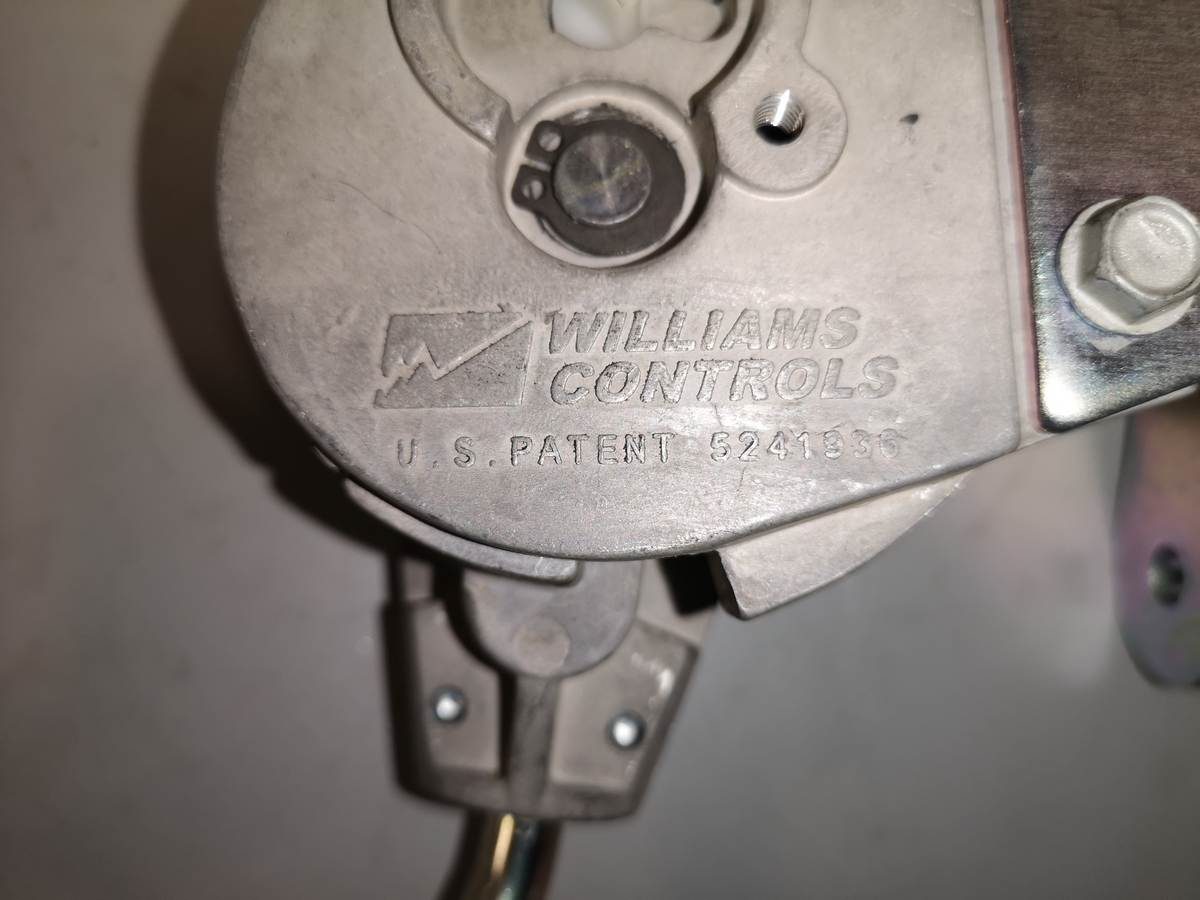 WILLIAMS
CONTROLS
U.S. PATENT 5241936